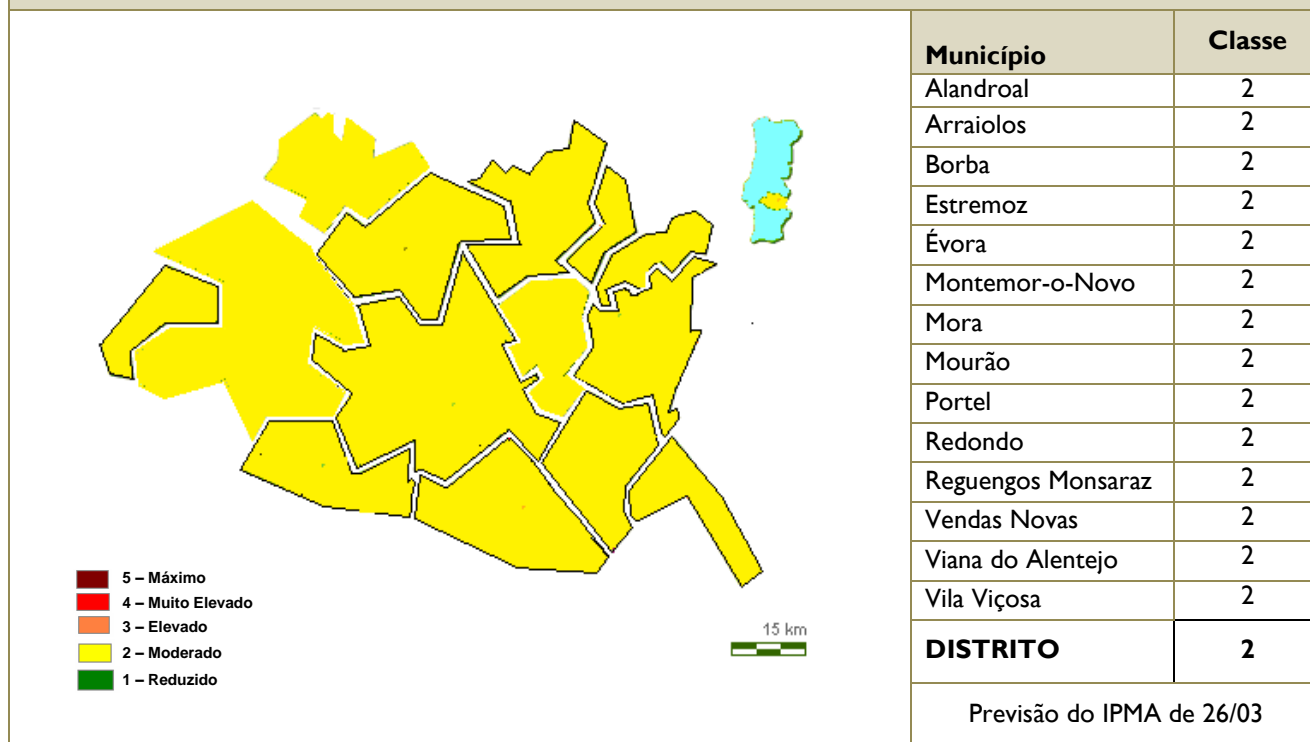 Município Classe
Alandroal 2
Arraiolos 2
Borba 2
Estremoz 2
Évora 2
Montemor-o-Novo 2
Mora 2
Mourão 2
Portel 2
Redondo 2
Reguengos Monsaraz 2
Vendas Novas 2
Viana do Alentejo 2
Vila Viçosa 2
DISTRITO 2
Previsão do IPMA de 26/03
5 – Máximo
4 – Muito Elevado
3 – Elevado
2 – Moderado
1 – Reduzido
15 km